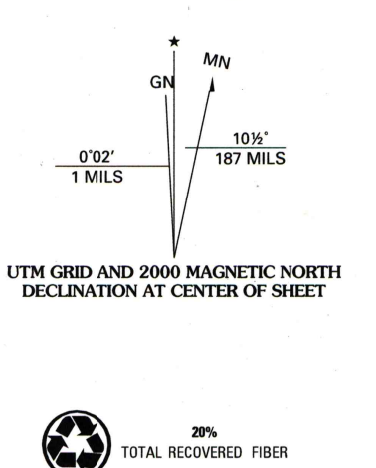 ★
MN
GN
10½°
187 MILS
0°02′
1 MILS
UTM GRID AND 2000 MAGNETIC NORTH
DECLINATION AT CENTER OF SHEET
20%
TOTAL RECOVERED FIBER